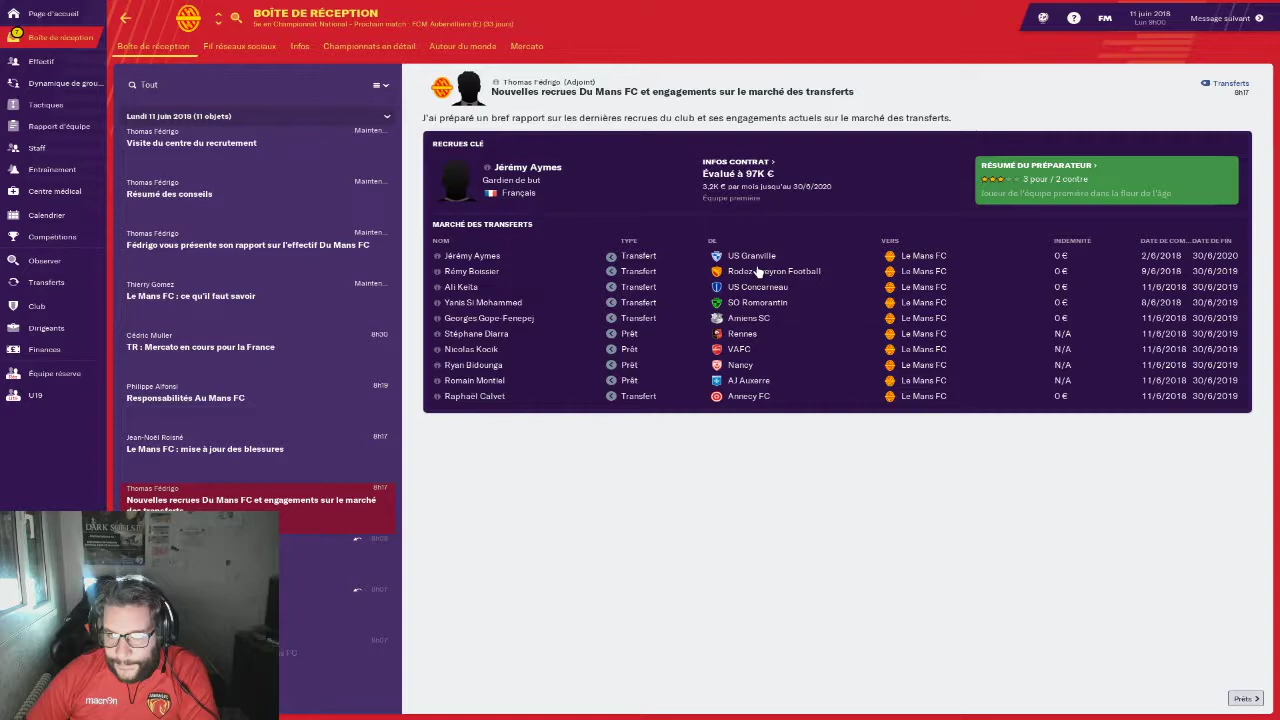 Page d'accueil
7
Boîte de réception
Effectif
Dynamique de grou...
Tactiques
Rapport d'équipe
Staff
Entraînement
Centre médical
Calendrier
Compétitions
Observer
Transferts
Club
Dirigeants
Finances
Équipe réserve
U19
BOÎTE DE RÉCEPTION
5e en Championnat National - Prochain match : FCM Aubervilliers (E) (33 jours)
? FM 11 juin 2018 Lun 9h00 Message suivant
Boîte de réception Fil réseaux sociaux Infos Championnats en détail Autour du monde Mercato
Tout
Lundi 11 juin 2018 (11 objets)
Thomas Fédrigo Mainten...
Visite du centre du recrutement
Thomas Fédrigo Mainten...
Résumé des conseils
Thomas Fédrigo Mainten...
Fédrigo vous présente son rapport sur l'effectif Du Mans FC
Thierry Gomez Mainten...
Le Mans FC : ce qu'il faut savoir
Cédric Muller 8h30
TR : Mercato en cours pour la France
Philippe Alfonsi 8h19
Responsabilités Au Mans FC
Jean-Noël Roisné 8h17
Le Mans FC : mise à jour des blessures
Thomas Fédrigo 8h17
Nouvelles recrues Du Mans FC et engagements sur le marché
des transferts
8h08
8h07
8h07
s FC
DARK SOULS
macron
Thomas Fédrigo (Adjoint)
Nouvelles recrues Du Mans FC et engagements sur le marché des transferts
Transferts
8h17
J'ai préparé un bref rapport sur les dernières recrues du club et ses engagements actuels sur le marché des transferts.
RECRUES CLÉ
Jérémy Aymes
Gardien de but
Français
INFOS CONTRAT >
Évalué à 97K €
3,2K € par mois jusqu'au 30/6/2020
Équipe première
RÉSUMÉ DU PRÉPARATEUR >
3 pour / 2 contre
Joueur de l'équipe première dans la fleur de l'âge
MARCHÉ DES TRANSFERTS
NOM TYPE DE VERS INDEMNITÉ DATE DE COM... DATE DE FIN
Jérémy Aymes Transfert US Granville Le Mans FC 0 € 2/6/2018 30/6/2020
Rémy Boissier Transfert Rodez Aveyron Football Le Mans FC 0 € 9/6/2018 30/6/2019
Ali Keita Transfert US Concarneau Le Mans FC 0 € 11/6/2018 30/6/2019
Yanis Si Mohammed Transfert SO Romorantin Le Mans FC 0 € 8/6/2018 30/6/2019
Georges Gope-Fenepej Transfert Amiens SC Le Mans FC 0 € 11/6/2018 30/6/2019
Stéphane Diarra Prêt Rennes Le Mans FC N/A 11/6/2018 30/6/2019
Nicolas Kocik Prêt VAFC Le Mans FC N/A 11/6/2018 30/6/2019
Ryan Bidounga Prêt Nancy Le Mans FC N/A 11/6/2018 30/6/2019
Romain Montiel Prêt AJ Auxerre Le Mans FC N/A 11/6/2018 30/6/2019
Raphaël Calvet Transfert Annecy FC Le Mans FC 0 € 11/6/2018 30/6/2019
Prêts >